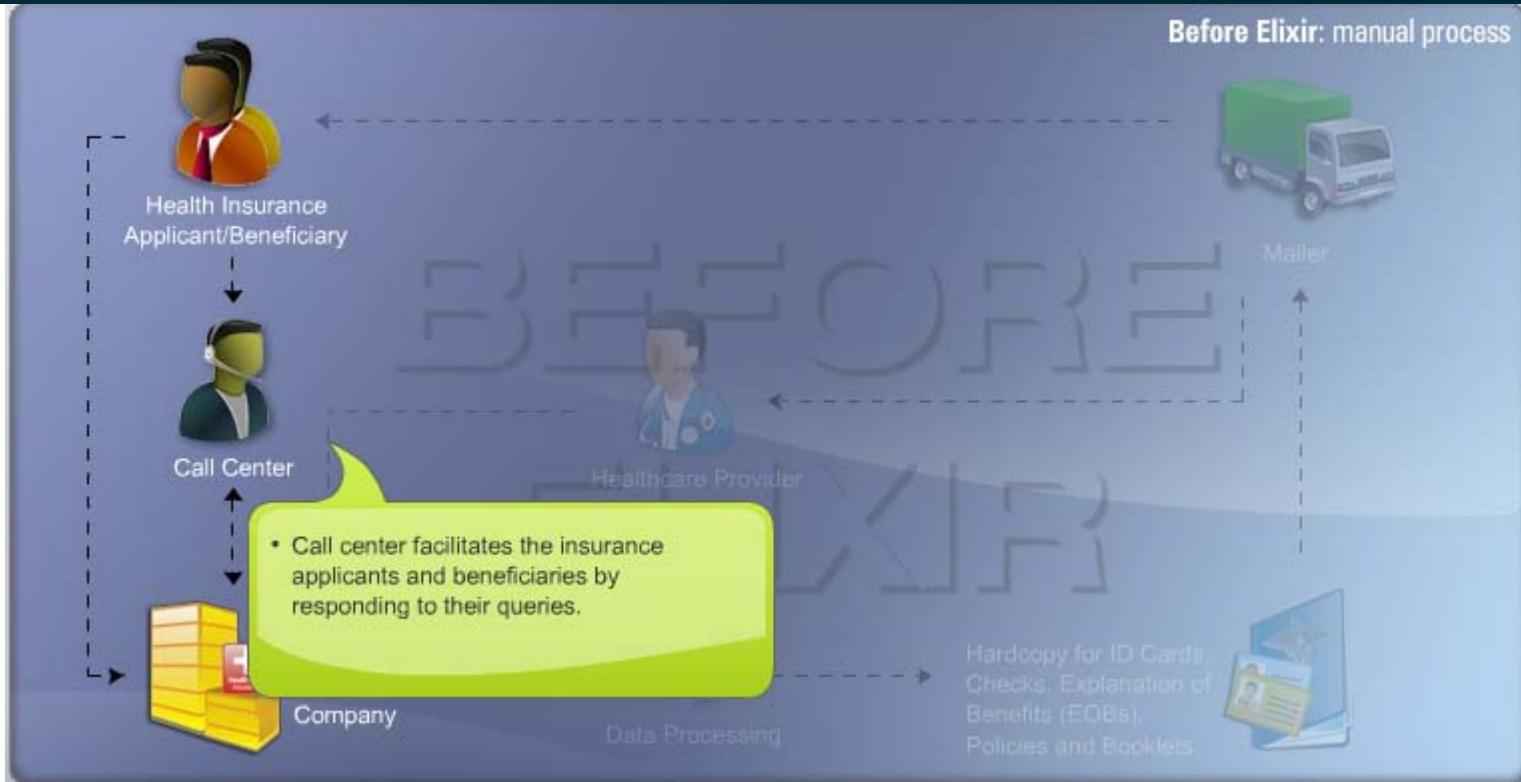 Before Elixir: manual process
Health Insurance
Applicant/Beneficiary
Mailer
BEFORE
Call Center
Healthcare Provider
ELIXIR
• Call center facilitates the insurance
applicants and beneficiaries by
responding to their queries.
Company
Data Processing
Hardcopy for ID Cards,
Checks, Explanation of
Benefits (EOBs),
Policies and Booklets.